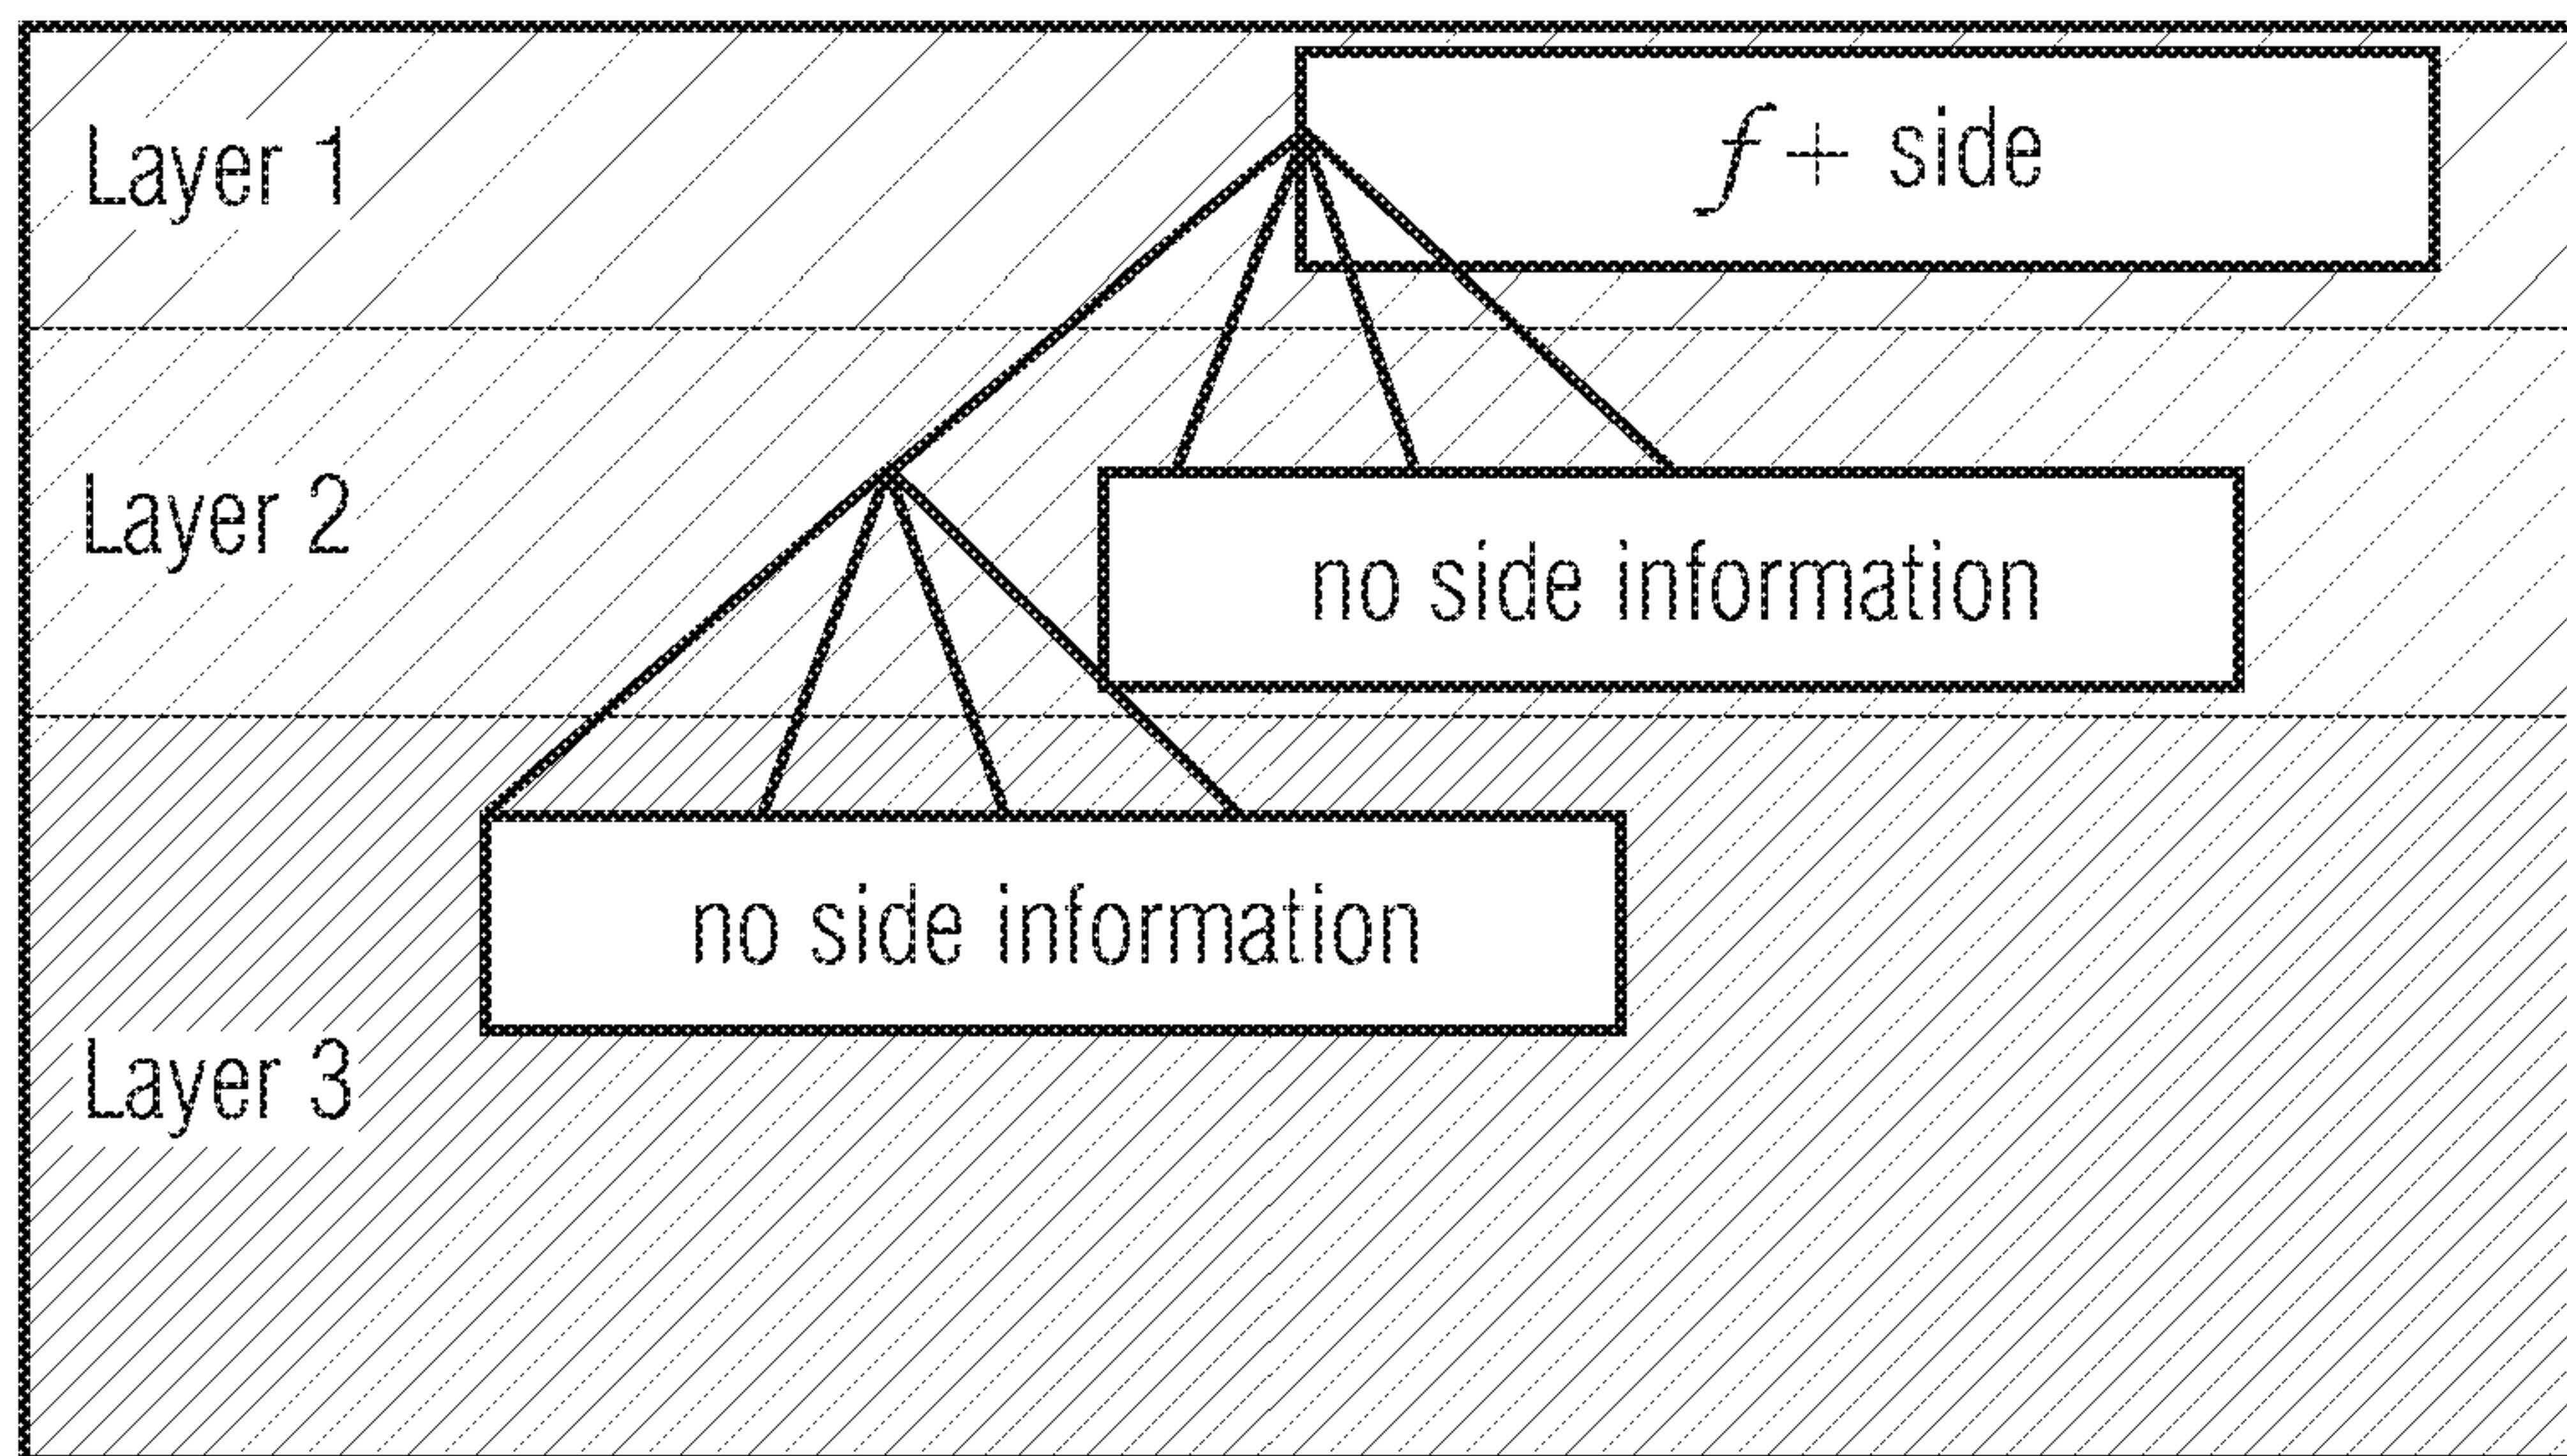 Layer 1
f + side
Layer 2
no side information
no side information
Layer 3